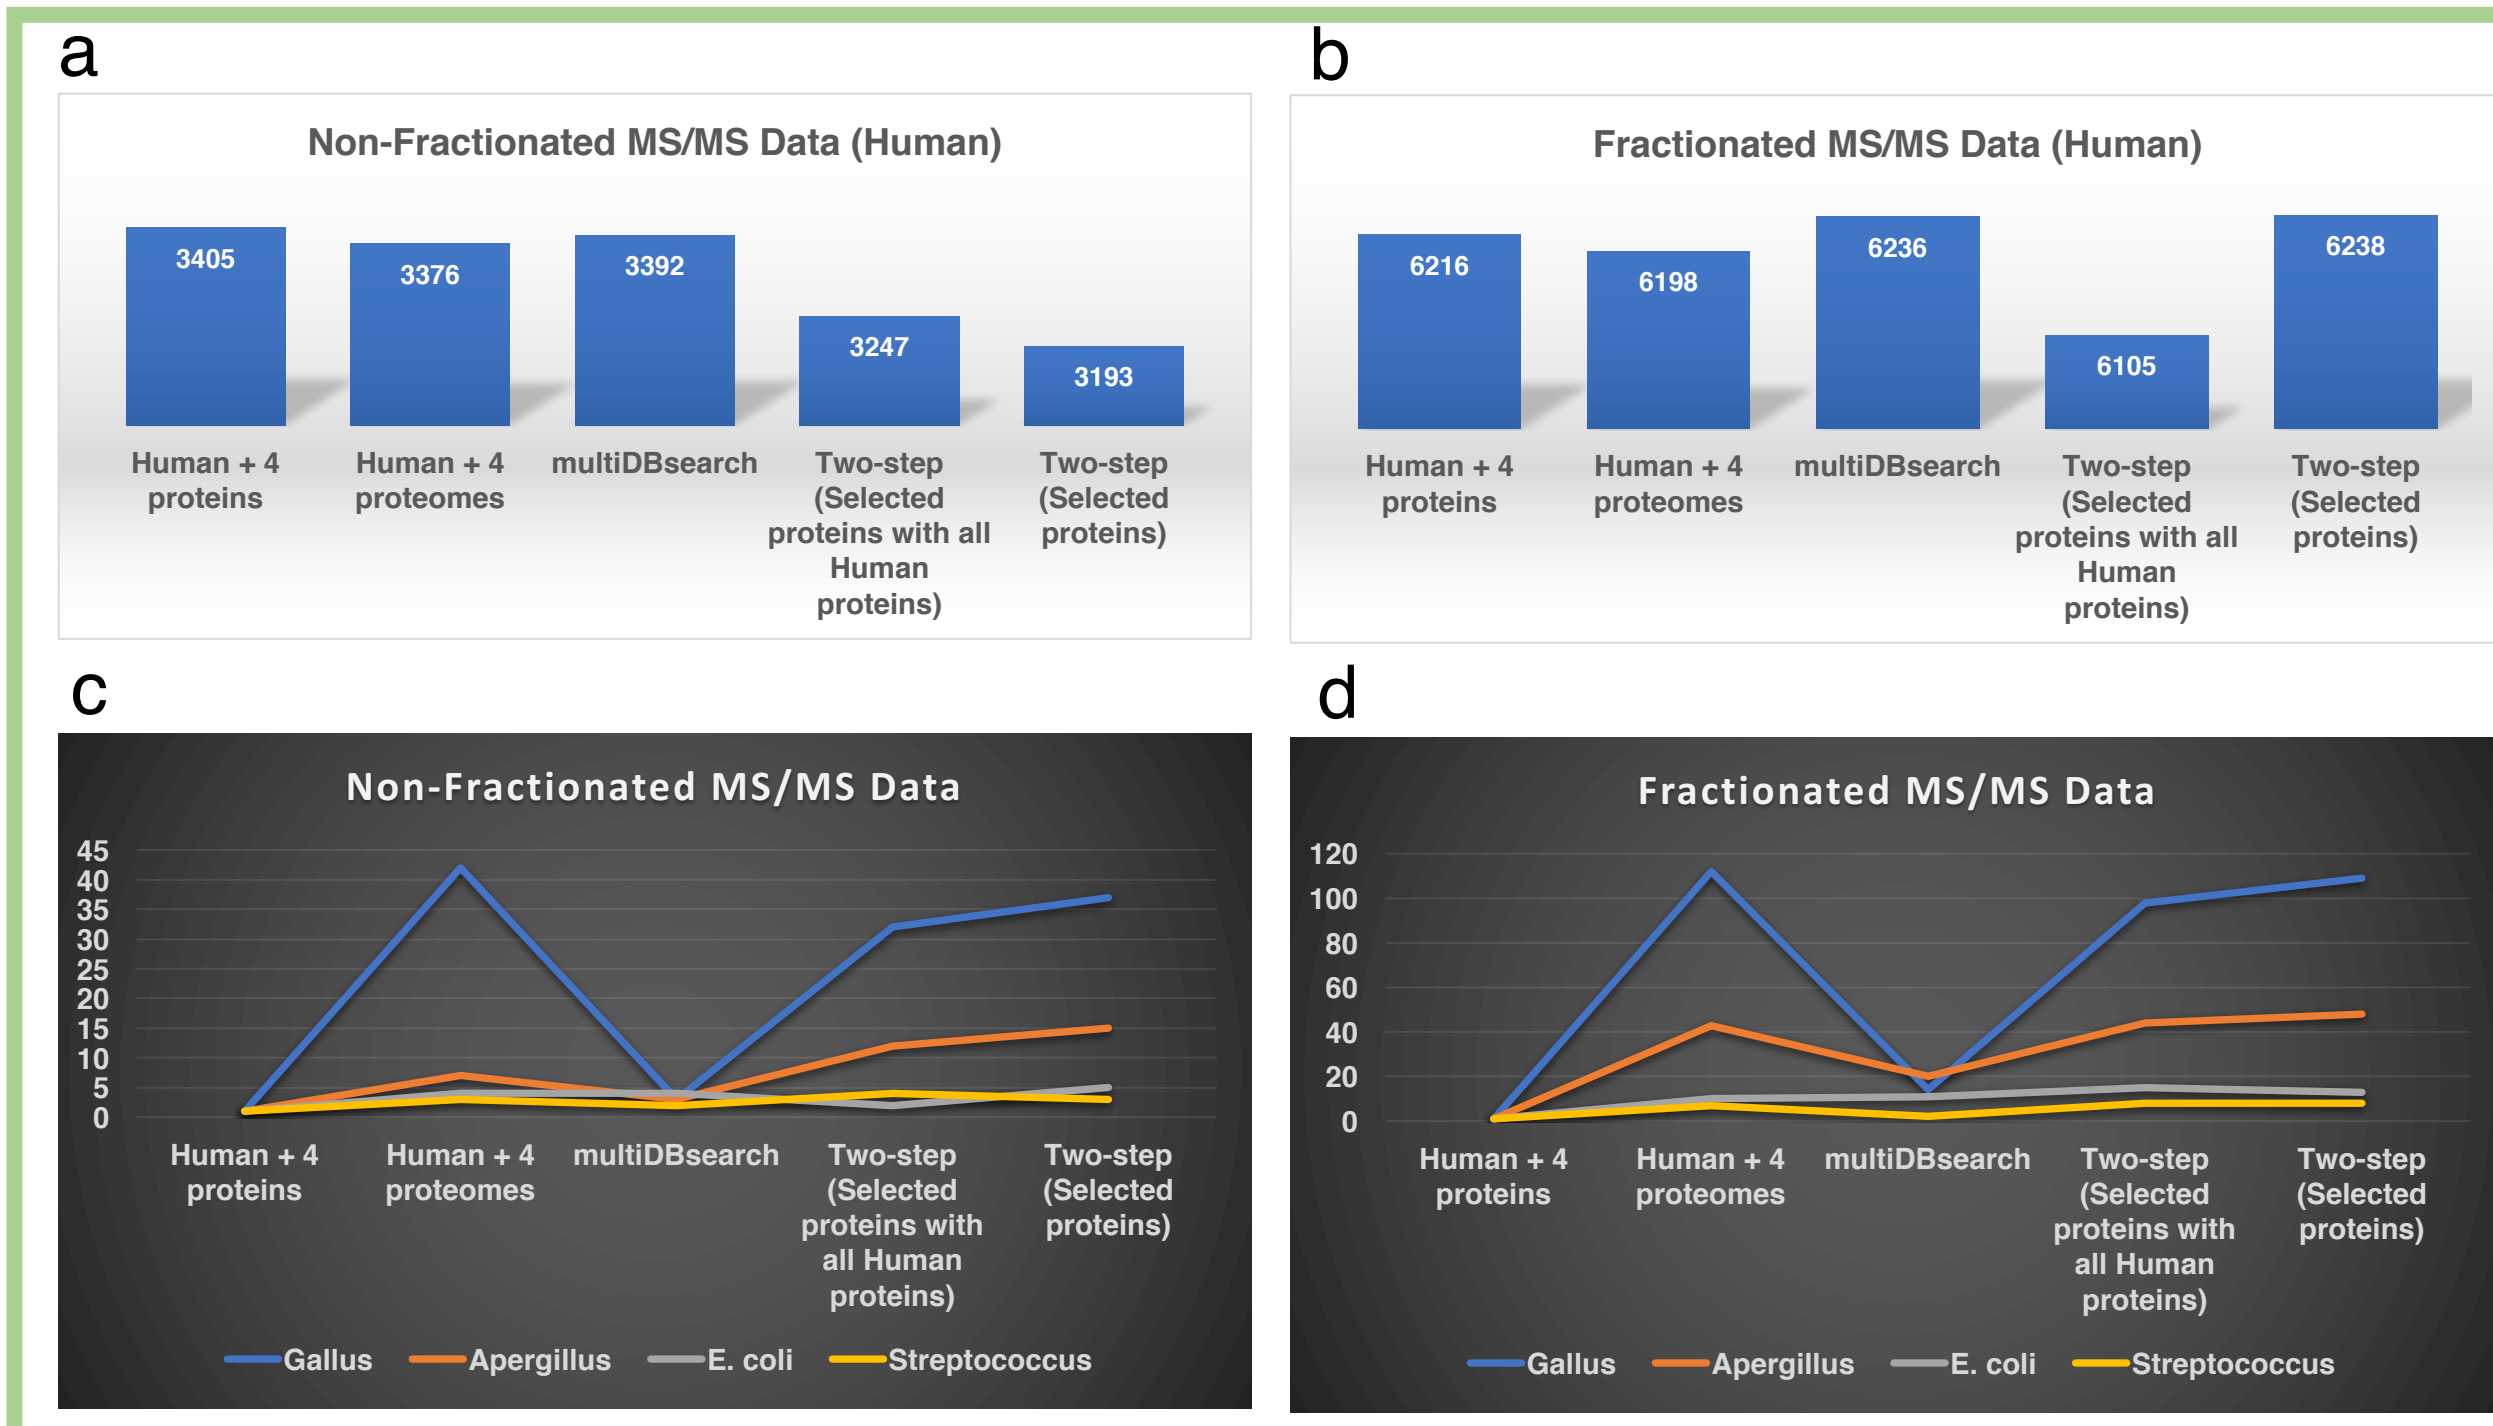 a
Non-Fractionated MS/MS Data (Human)
3405
3376
3392
3247
3193
Human + 4
proteins
Human + 4
proteomes
multiDBsearch
Two-step
(Selected
proteins with all
Human
proteins)
Two-step
(Selected
proteins)
b
Fractionated MS/MS Data (Human)
6216
6198
6236
6105
6238
Human + 4
proteins
Human + 4
proteomes
multiDBsearch
Two-step
(Selected
proteins with all
Human
proteins)
Two-step
(Selected
proteins)
c
Non-Fractionated MS/MS Data
45
40
35
30
25
20
15
10
5
0
Human + 4
proteins
Human + 4
proteomes
multiDBsearch
Two-step
(Selected
proteins with
all Human
proteins)
Two-step
(Selected
proteins)
Gallus
Apergillus
E. coli
Streptococcus
d
Fractionated MS/MS Data
120
100
80
60
40
20
0
Human + 4
proteins
Human + 4
proteomes
multiDBsearch
Two-step
(Selected
proteins with
all Human
proteins)
Two-step
(Selected
proteins)
Gallus
Apergillus
E. coli
Streptococcus